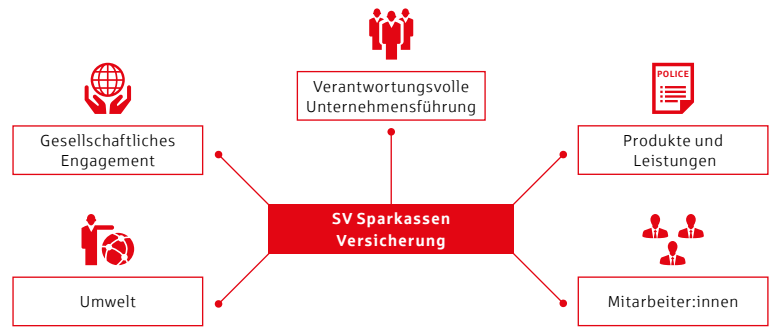 POLICE
Verantwortungsvolle
Unternehmensführung
Gesellschaftliches
Engagement
Produkte und
Leistungen
SV Sparkassen
Versicherung
Umwelt
Mitarbeiter:innen